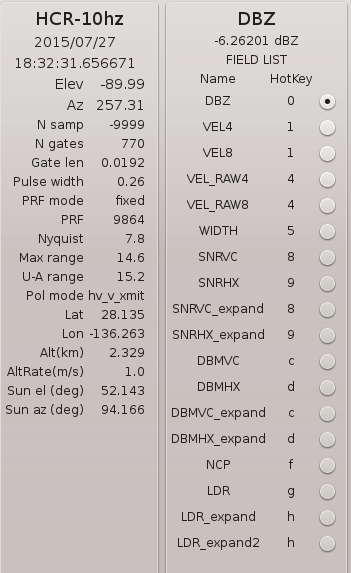 HCR-10hz
2015/07/27
18:32:31.656671
Elev -89.99
Az 257.31
N samp -9999
N gates 770
Gate len 0.0192
Pulse width 0.26
PRF mode fixed
PRF 9864
Nyquist 7.8
Max range 14.6
U-A range 15.2
Pol mode hv_v_xmit
Lat 28.135
Lon -136.263
Alt(km) 2.329
AltRate(m/s) 1.0
Sun el (deg) 52.143
Sun az (deg) 94.166
DBZ
-6.26201 dBZ
FIELD LIST
Name HotKey
DBZ 0
VEL4 1
VEL8 1
VEL_RAW4 4
VEL_RAW8 4
WIDTH 5
SNRVC 8
SNRHX 9
SNRVC_expand 8
SNRHX_expand 9
DBMVC c
DBMHX d
DBMVC_expand c
DBMHX_expand d
NCP f
LDR g
LDR_expand h
LDR_expand2 h